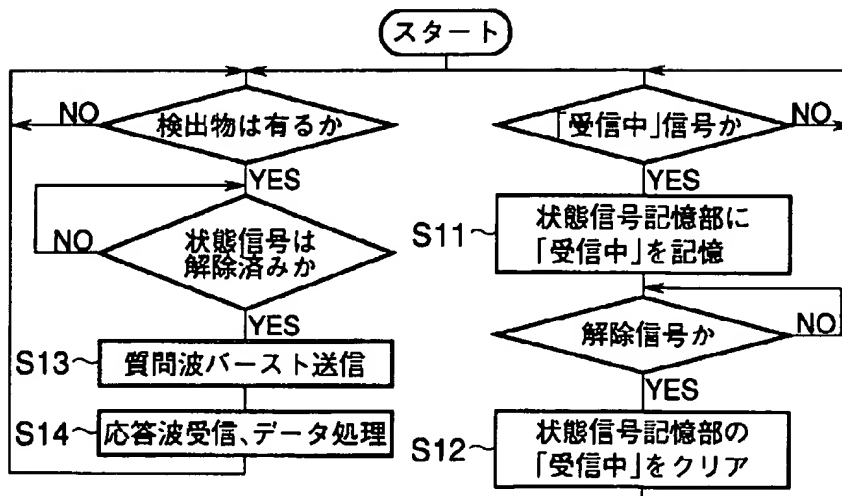 スタート
NO
検出物は有るか
YES
NO
状態信号は
解除済みか
YES
S13
質問波バースト送信
S14
応答波受信、データ処理
「受信中」信号か
NO
YES
S11
状態信号記憶部に
「受信中」を記憶
解除信号か
NO
YES
S12
状態信号記憶部の
「受信中」をクリア